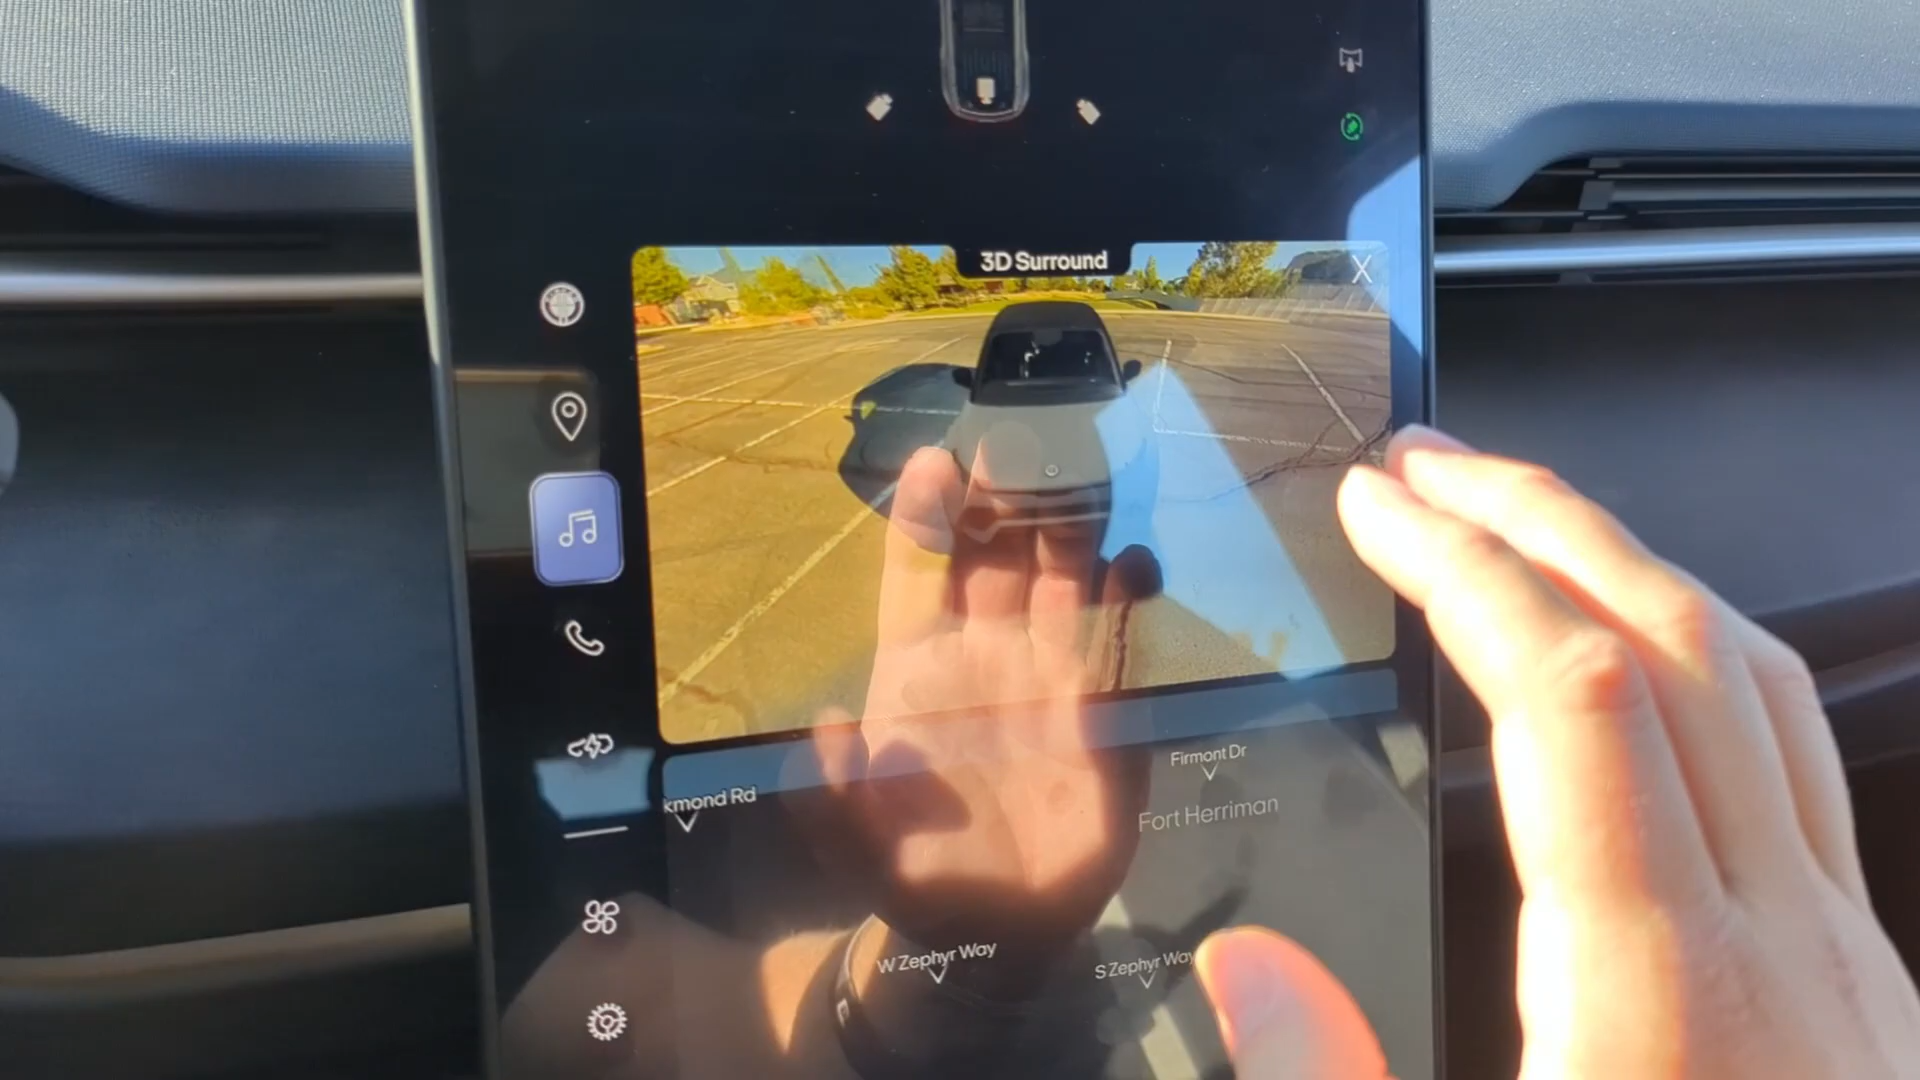 3D Surround
X
Firmont Dr
kmond Rd
Fort Herriman
W Zephyr Way
S Zephyr Way